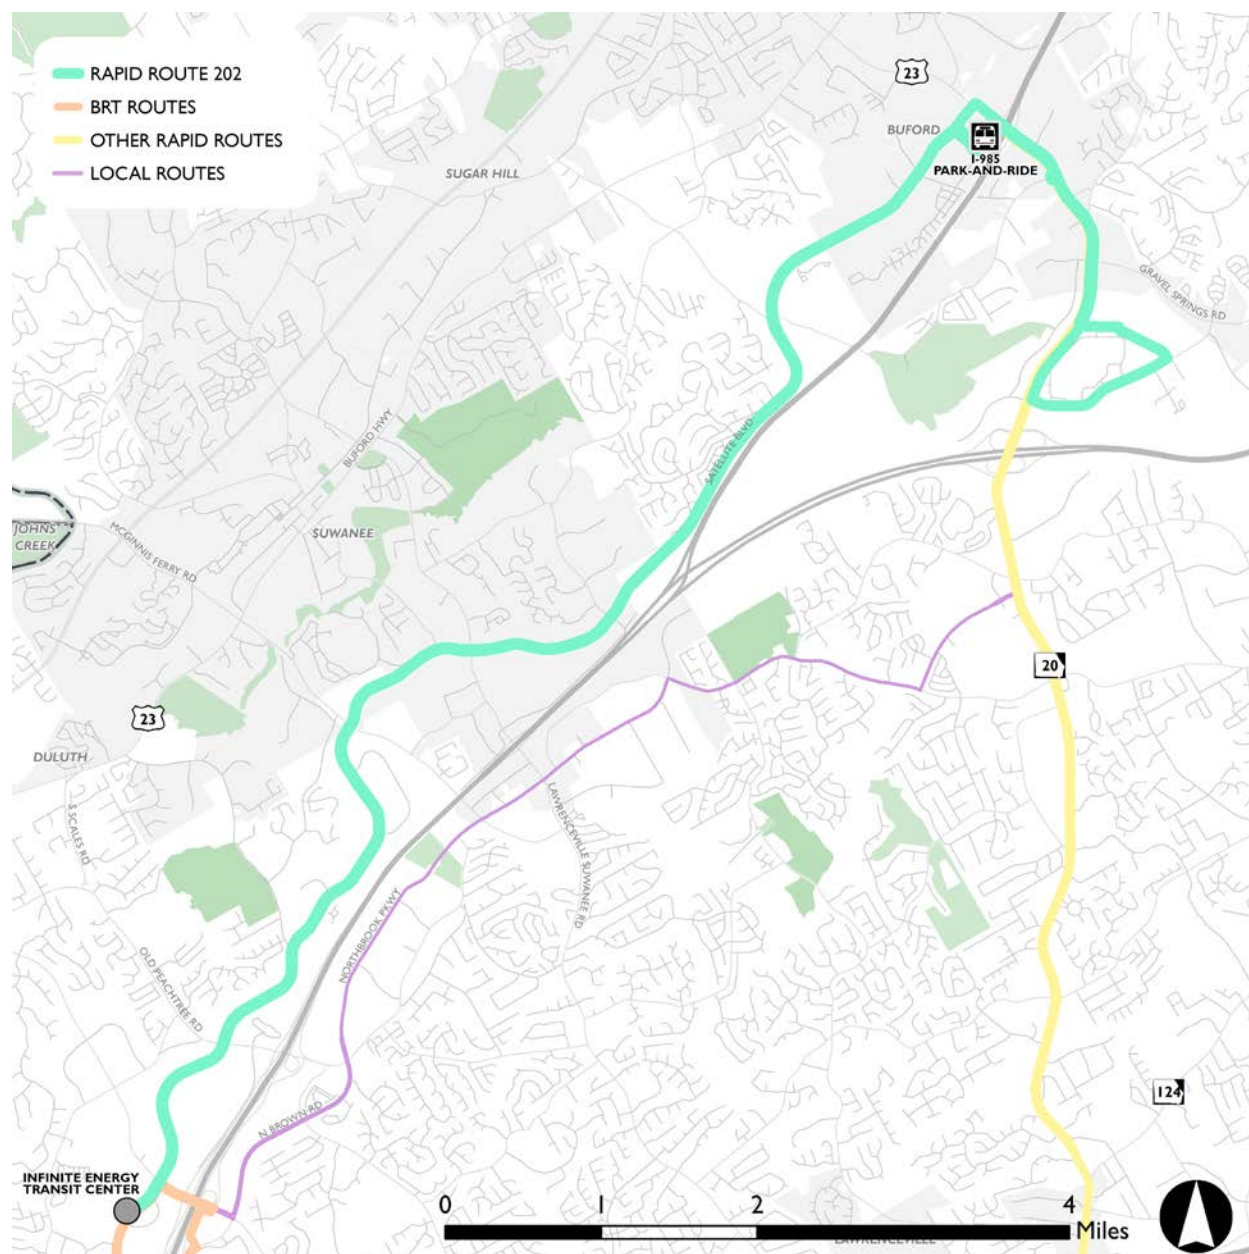 RAPID ROUTE 202
BRT ROUTES
OTHER RAPID ROUTES
LOCAL ROUTES
23
BUFORD
I-985
PARK-AND-RIDE
SUGAR HILL
GRAVEL SPRINGS RD
BUFORD HWY
SATELLITE BLVD
JOHNS
CREEK
MCGINNIS FERRY RD
SUWANEE
20
23
DULUTH
S SCALES RD
LAWRENCEVILLE SUWANEE RD
NORTHBROOK PKWY
OLD PEACHTREE RD
124
N BROWN RD
INFINITE ENERGY
TRANSIT CENTER
0 1 2 4
Miles
LAWRENCEVILLE